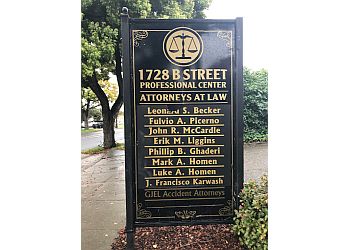 1728 B STREET
PROFESSIONAL CENTER
ATTORNEYS AT LAW
Leonard S. Becker
Fulvio A. Picerno
John R. McCardle
Erik M. Liggins
Phillip B. Ghaderi
Mark A. Homen
Luke A. Homen
J. Francisco Karwash
GJEL Accident Attorneys